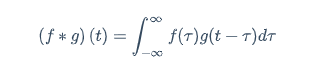 (f ∗ g) (t) = ∫_{−∞}^{∞} f(τ)g(t − τ)dτ